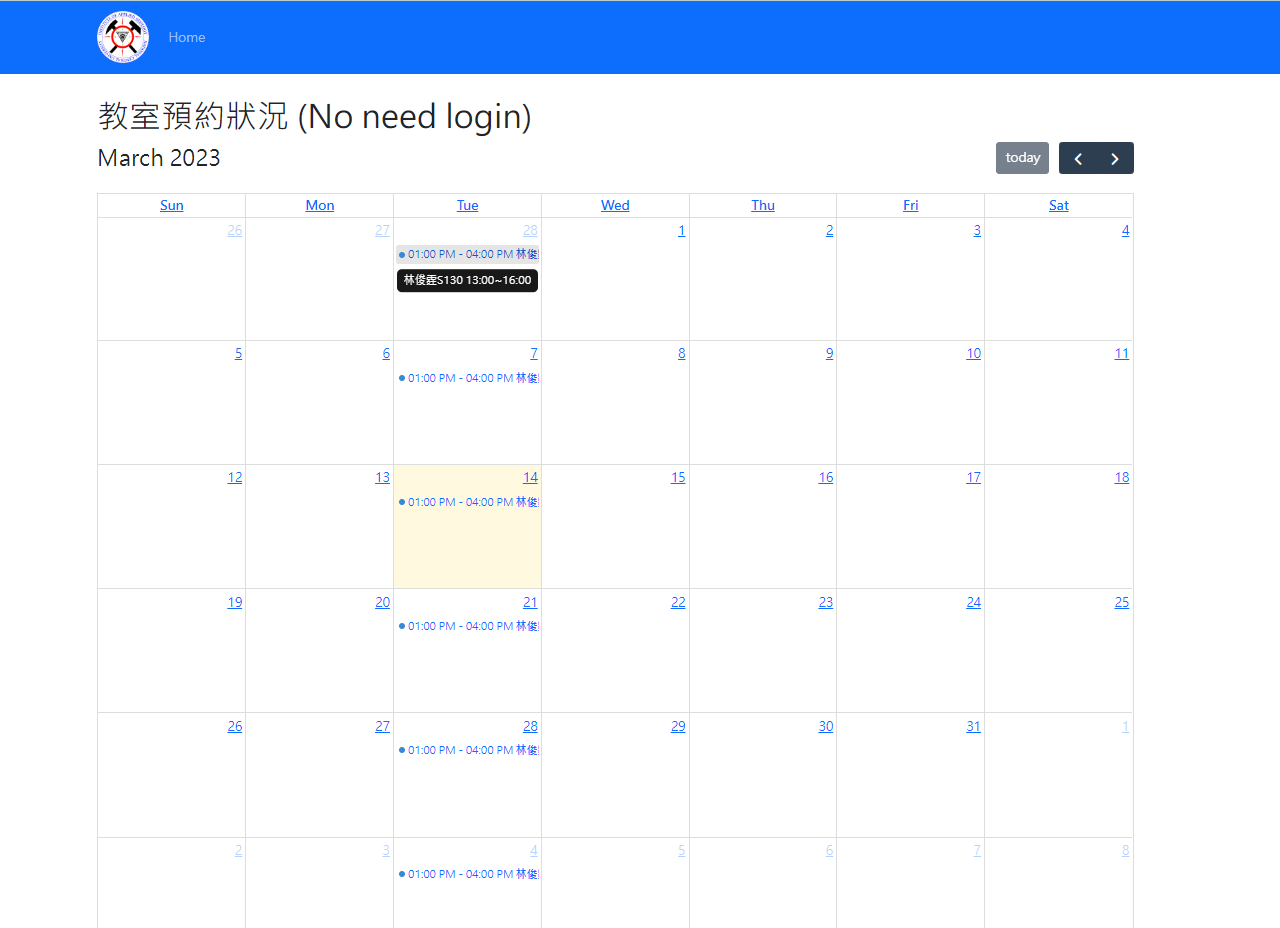 Home
教室預約狀況 (No need login)
March 2023
today
Sun Mon Tue Wed Thu Fri Sat
26 27 28 1 2 3 4
01:00 PM - 04:00 PM 林俊
林俊霆S130 13:00~16:00
5 6 7 8 9 10 11
01:00 PM - 04:00 PM 林俊
12 13 14 15 16 17 18
01:00 PM - 04:00 PM 林俊
19 20 21 22 23 24 25
01:00 PM - 04:00 PM 林俊
26 27 28 29 30 31 1
01:00 PM - 04:00 PM 林俊
2 3 4 5 6 7 8
01:00 PM - 04:00 PM 林俊